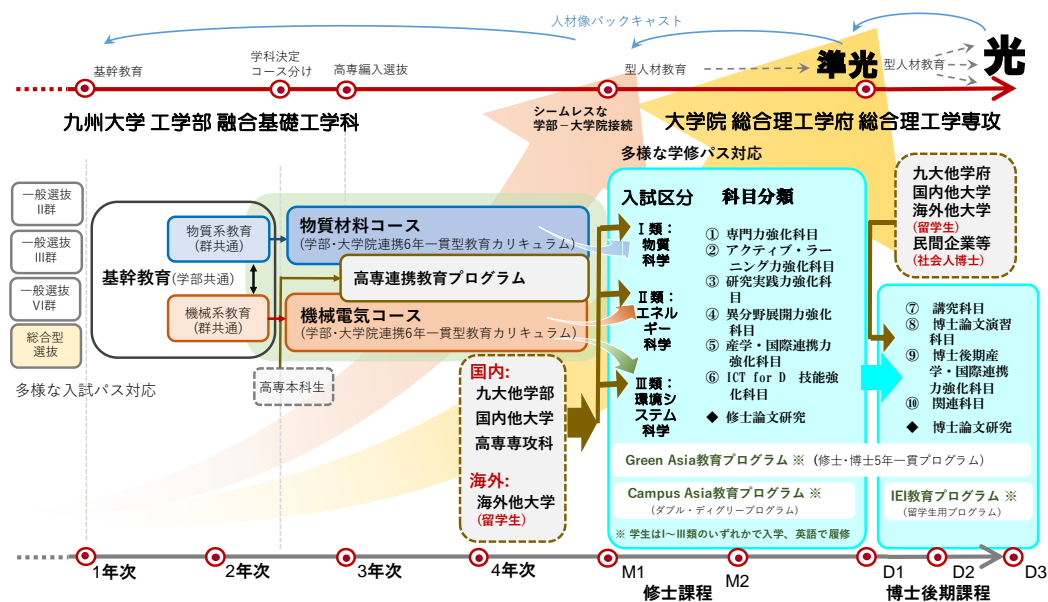 人材像バックキャスト
基幹教育
学科決定
コース分け
高専編入選抜
型人材教育
準光
型人材教育
光
九州大学 工学部 融合基礎工学科
シームレスな
学部－大学院接続
大学院 総合理工学府 総合理工学専攻
多様な学修パス対応
一般選抜
II群
一般選抜
III群
一般選抜
VI群
総合型
選抜
多様な入試パス対応
基幹教育(学部共通)
物質系教育
(群共通)
機械系教育
(群共通)
物質材料コース
(学部･大学院連携6年一貫型教育カリキュラム)
高専連携教育プログラム
機械電気コース
(学部･大学院連携6年一貫型教育カリキュラム)
高専本科生
国内:
九大他学部
国内他大学
高専専攻科
海外:
海外他大学
(留学生)
入試区分
Ⅰ類：
物質
科学
Ⅱ類：
エネル
ギー
科学
Ⅲ類：
環境シ
ステム
科学
科目分類
① 専門力強化科目
② アクティブ・ラー
ニング力強化科目
③ 研究実践力強化科
目
④ 異分野展開力強化
科目
⑤ 産学・国際連携力
強化科目
⑥ ICT for D 技能強
化科目
◆ 修士論文研究
九大他学府
国内他大学
海外他大学
(留学生)
民間企業等
(社会人博士)
⑦ 講究科目
⑧ 博士論文演習
科目
⑨ 博士後期産
学・国際連携
力強化科目
⑩ 関連科目
◆ 博士論文研究
Green Asia教育プログラム ※ (修士･博士5年一貫プログラム)
Campus Asia教育プログラム ※
(ダブル・ディグリープログラム)
IEI教育プログラム ※
(留学生用プログラム)
※ 学生はI～Ⅲ類のいずれかで入学、英語で履修
1年次
2年次
3年次
4年次
M1
M2
D1
D2
D3
修士課程
博士後期課程